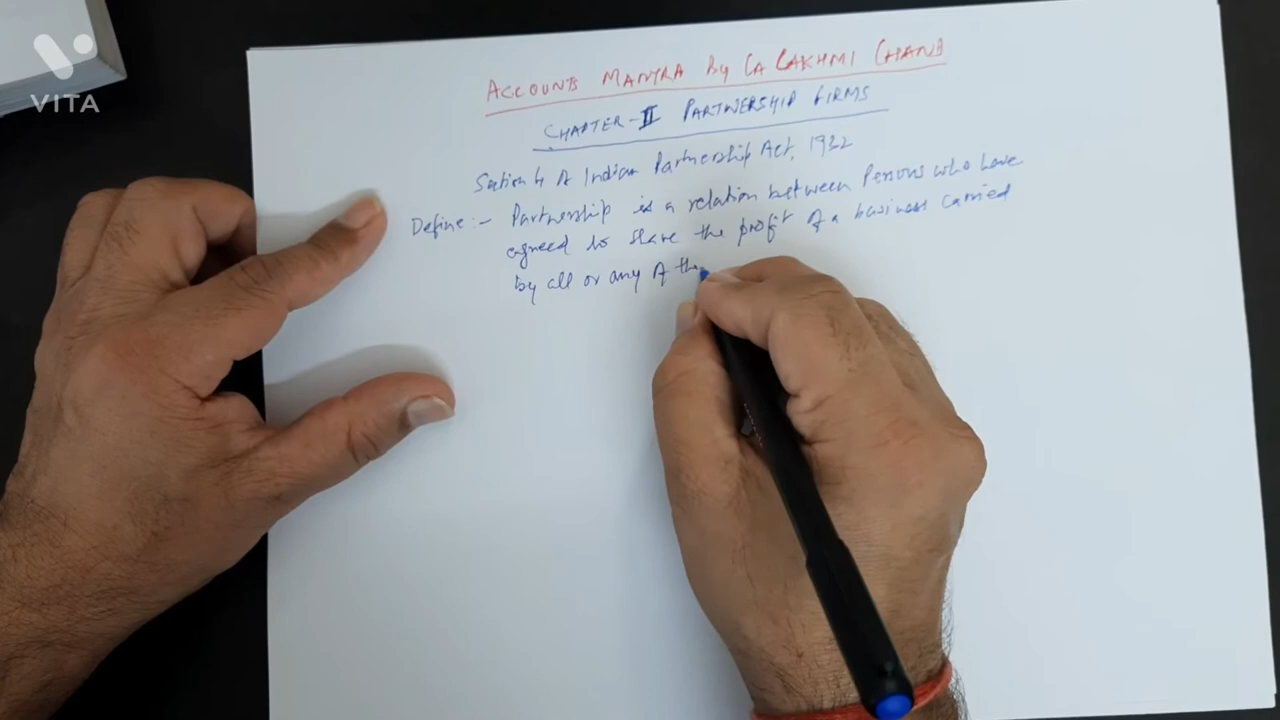 VITA
ACCOUNTS MANTRA By CA LAKHMI CHAND
CHAPTER-II PARTNERSHIP FIRMS
Section 4 of Indian Partnership Act, 1932
Define:- Partnership is a relation between Persons who have
agreed to share the profit of a business carried
by all or any of the